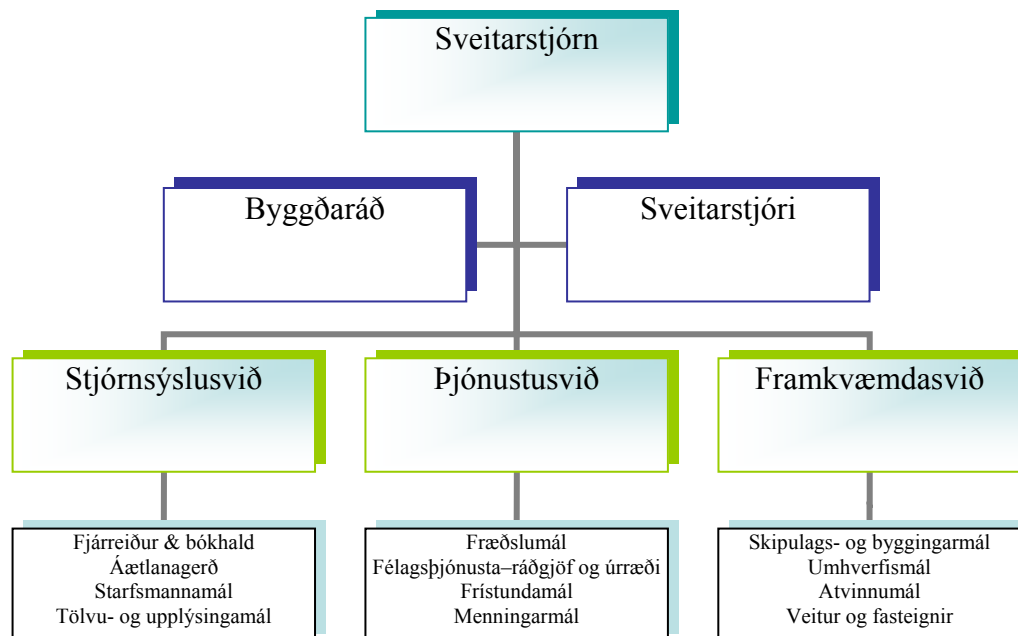 Sveitarstjórn
Byggðaráð
Sveitarstjóri
Stjórnsýslusvið
Þjónustusvið
Framkvæmdasvið
Fjárreiður & bókhald
Áætlanagerð
Starfsmannamál
Tölvu- og upplýsingamál
Fræðslumál
Félagsþjónusta–ráðgjöf og úrræði
Frístundamál
Menningarmál
Skipulags- og byggingarmál
Umhverfismál
Atvinnumál
Veitur og fasteignir